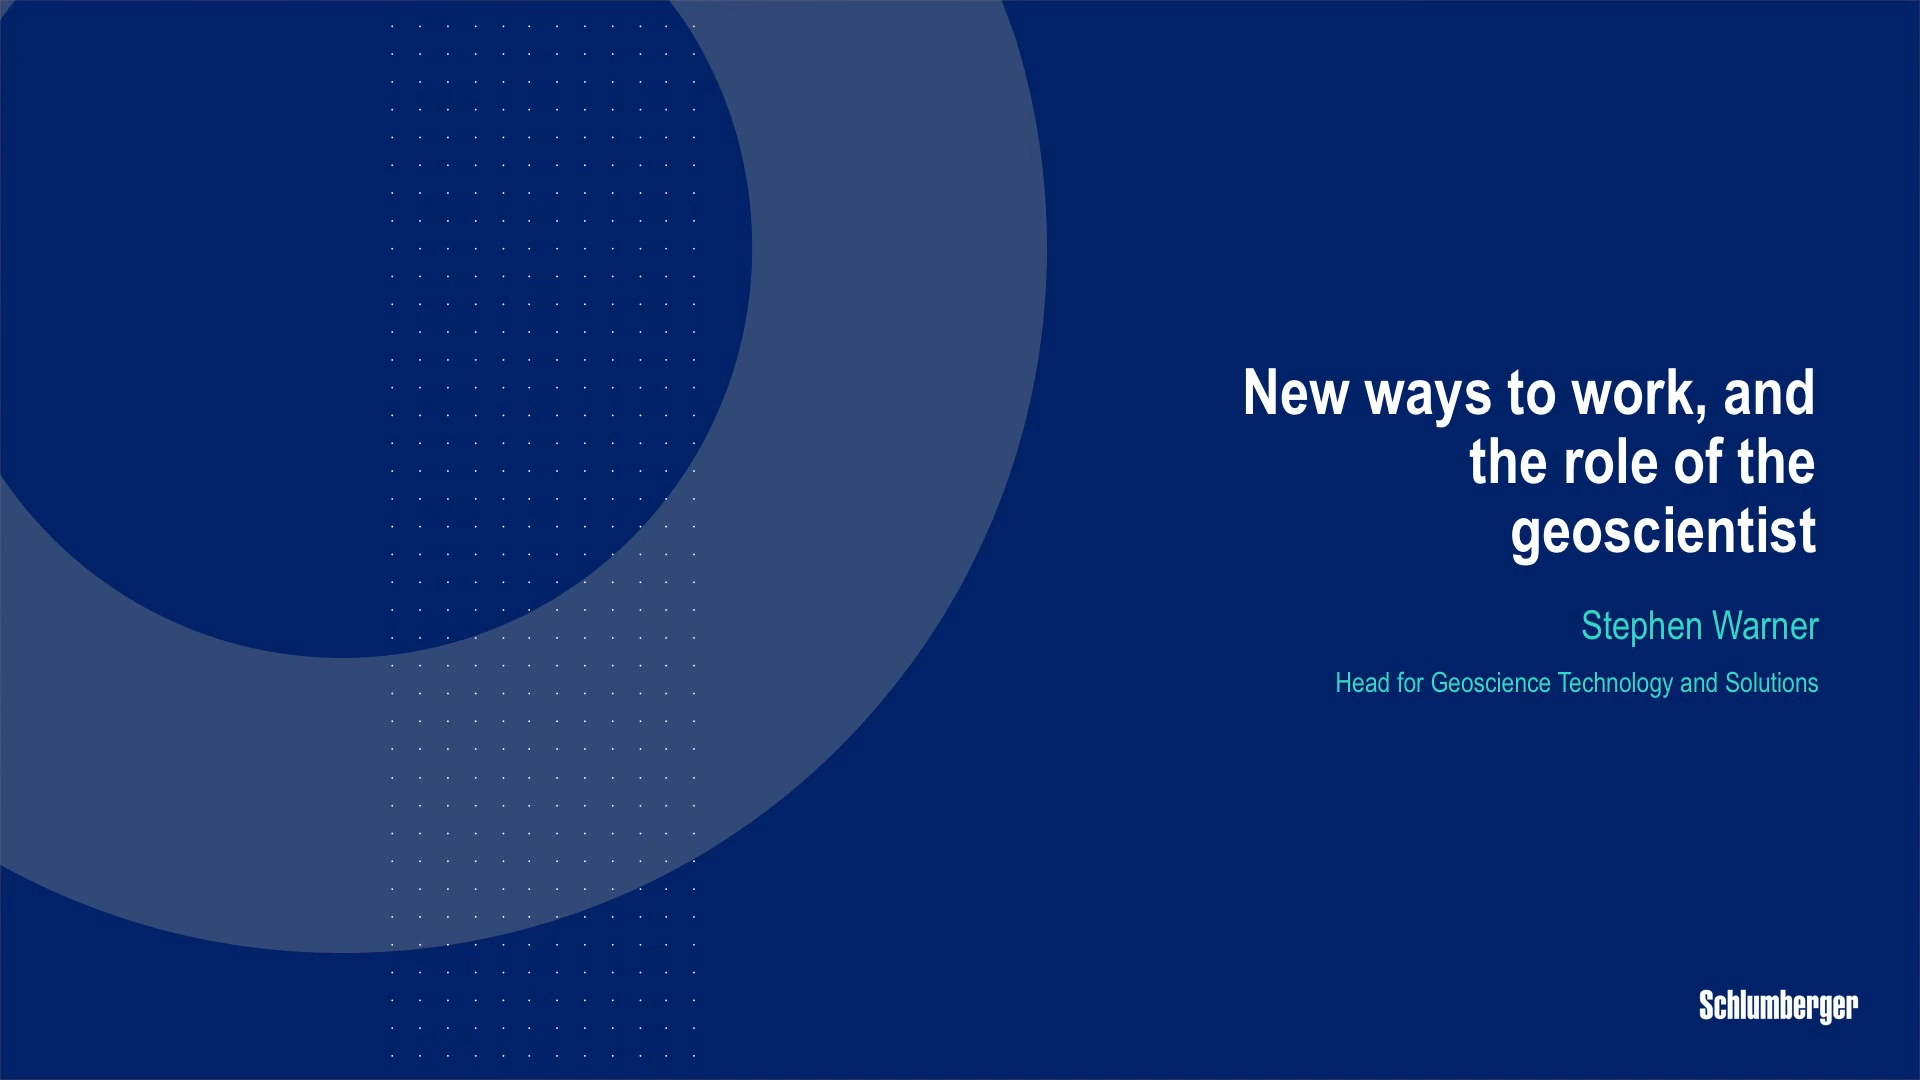 New ways to work, and
the role of the
geoscientist
Stephen Warner
Head for Geoscience Technology and Solutions
Schlumberger